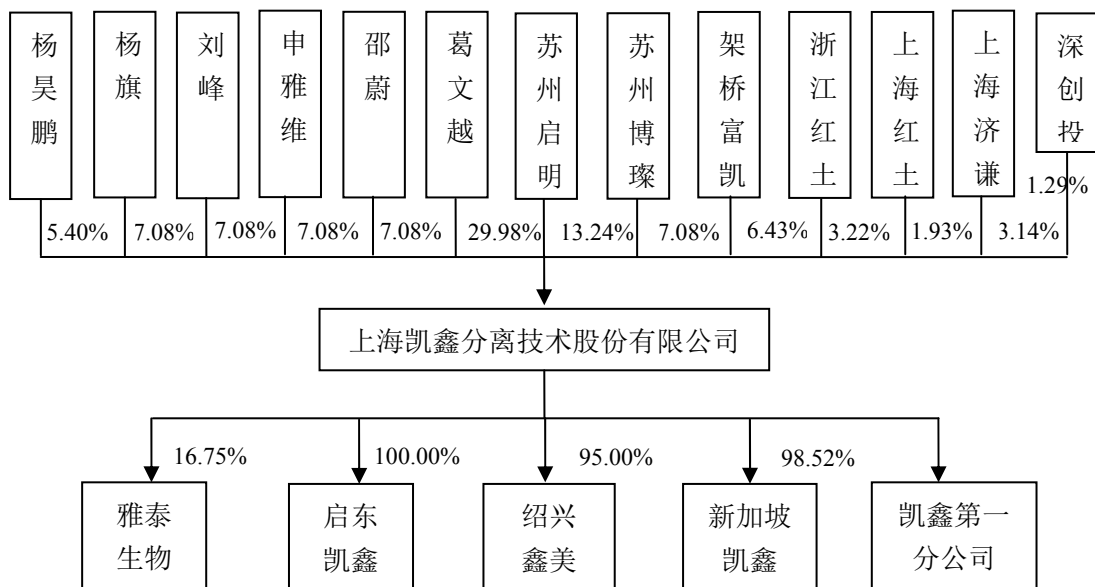 杨昊鹏
杨旗
刘峰
申雅维
邵蔚
葛文越
苏州启明
苏州博璨
架桥富凯
浙江红土
上海红土
上海济谦
深创投
5.40%
7.08%
7.08%
7.08%
7.08%
29.98%
13.24%
7.08%
6.43%
3.22%
1.93%
3.14%
1.29%
上海凯鑫分离技术股份有限公司
16.75%
100.00%
95.00%
98.52%
雅泰
生物
启东
凯鑫
绍兴
鑫美
新加坡
凯鑫
凯鑫第一
分公司